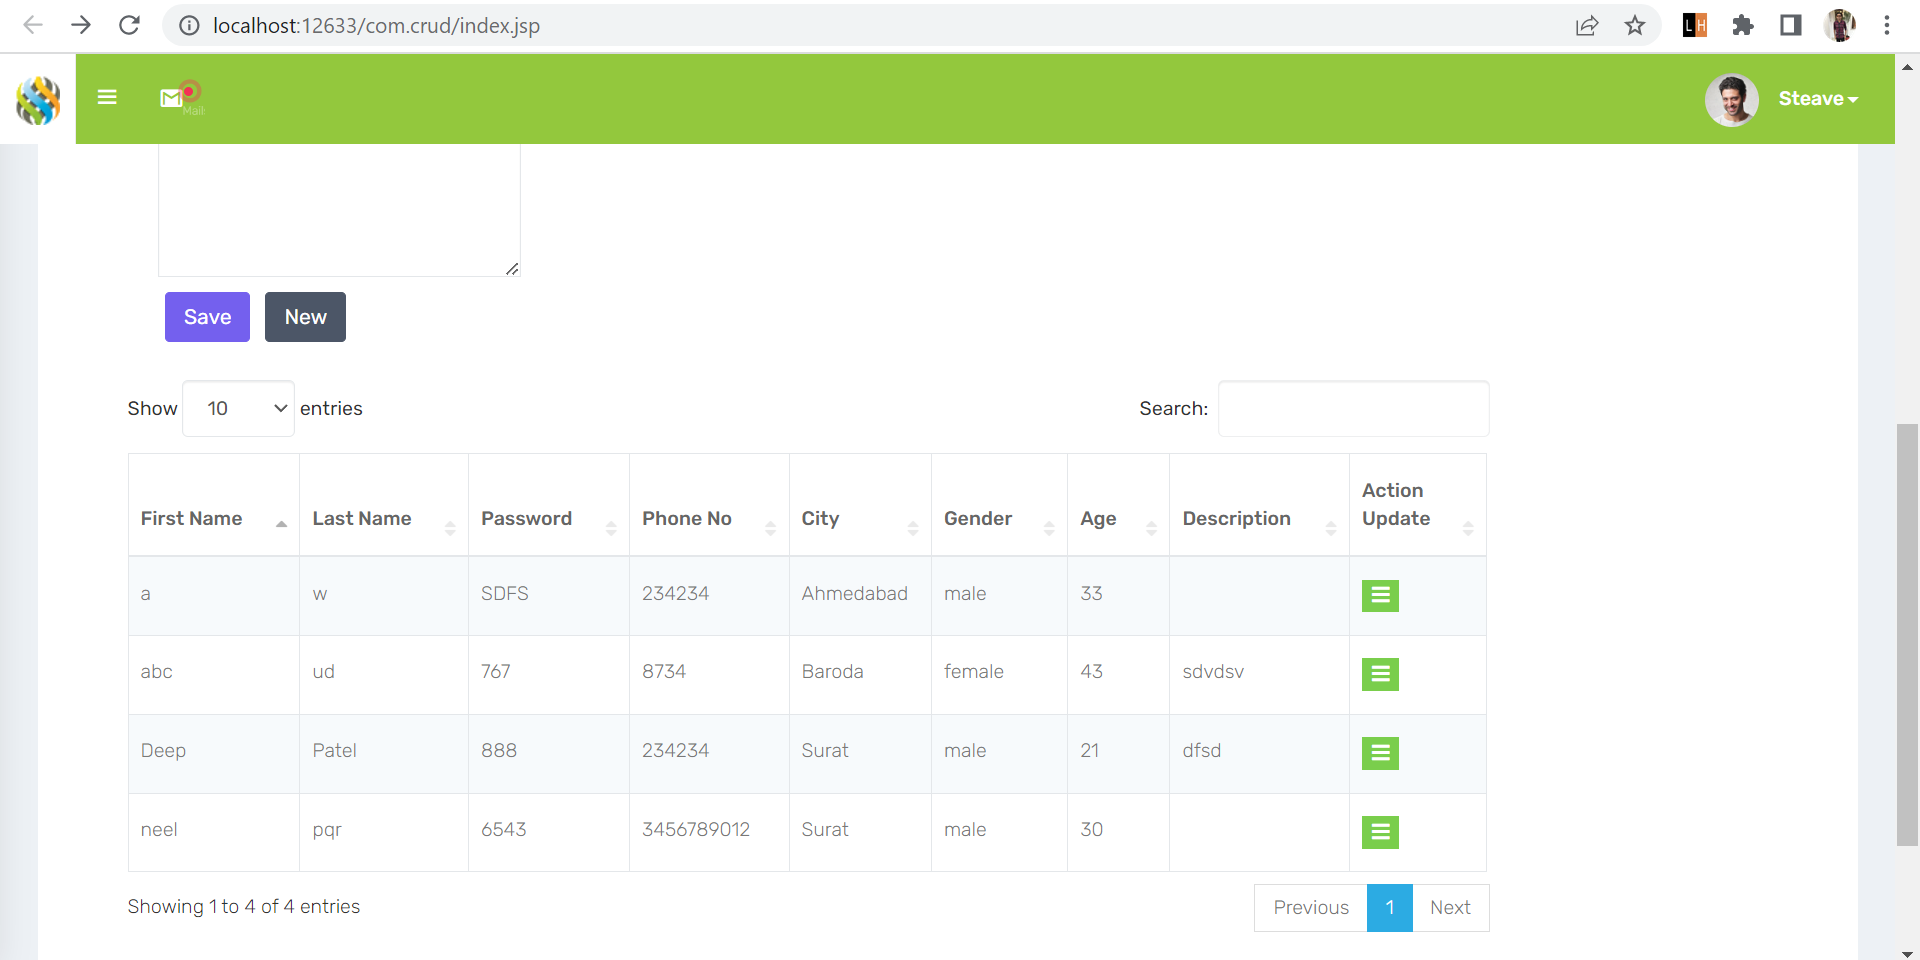 localhost:12633/com.crud/index.jsp
LH
Mail
Steave
Save New
Show 10 entries Search:
First Name Last Name Password Phone No City Gender Age Description Action Update
a w SDFS 234234 Ahmedabad male 33
abc ud 767 8734 Baroda female 43 sdvdsv
Deep Patel 888 234234 Surat male 21 dfsd
neel pqr 6543 3456789012 Surat male 30
Showing 1 to 4 of 4 entries Previous 1 Next